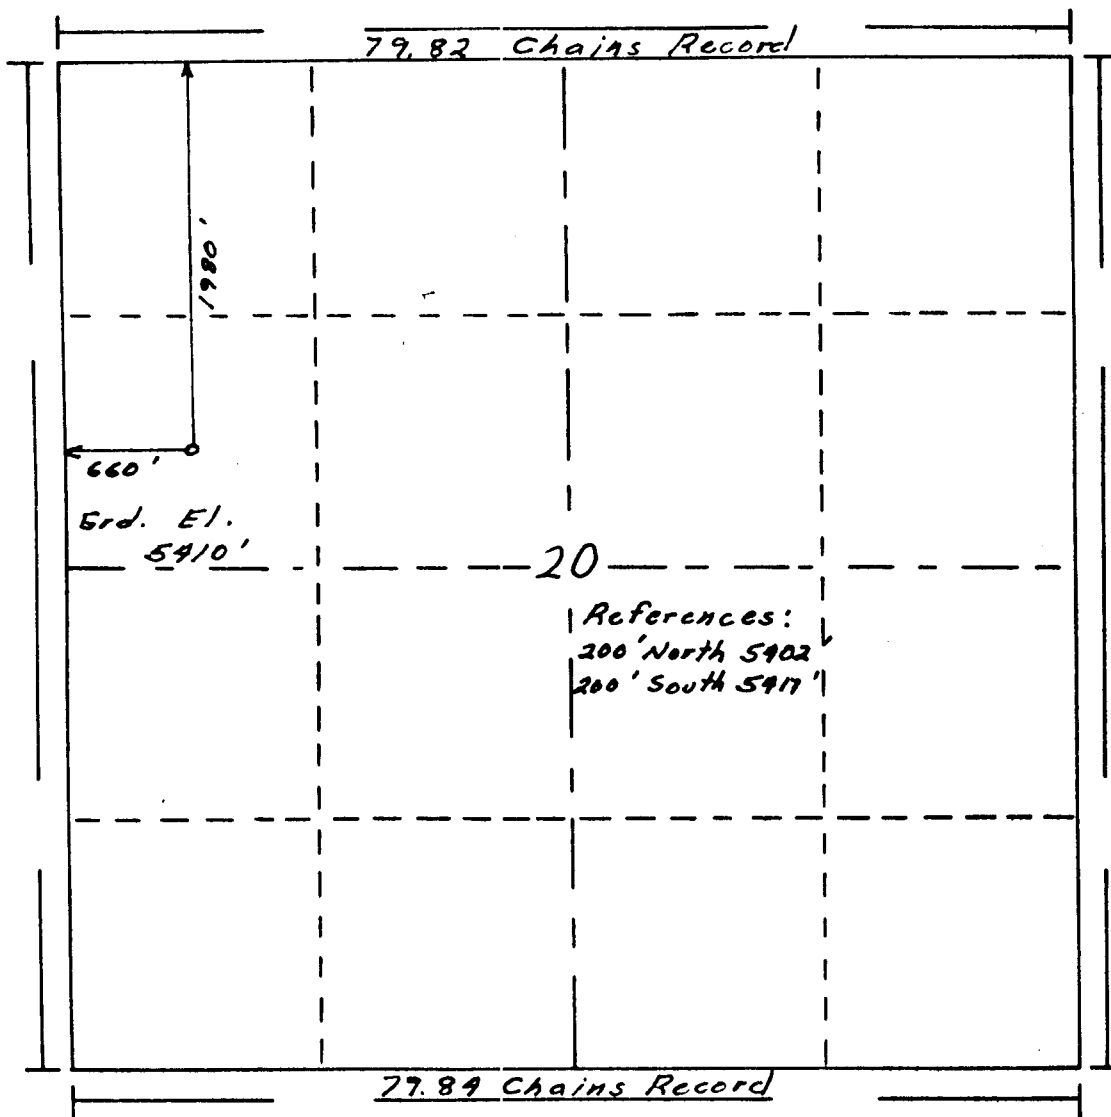 79.82 Chains Record
1980'
660'
Grd. El.
5410'
20
References:
200' North 5402'
200' South 5417'
79.84 Chains Record